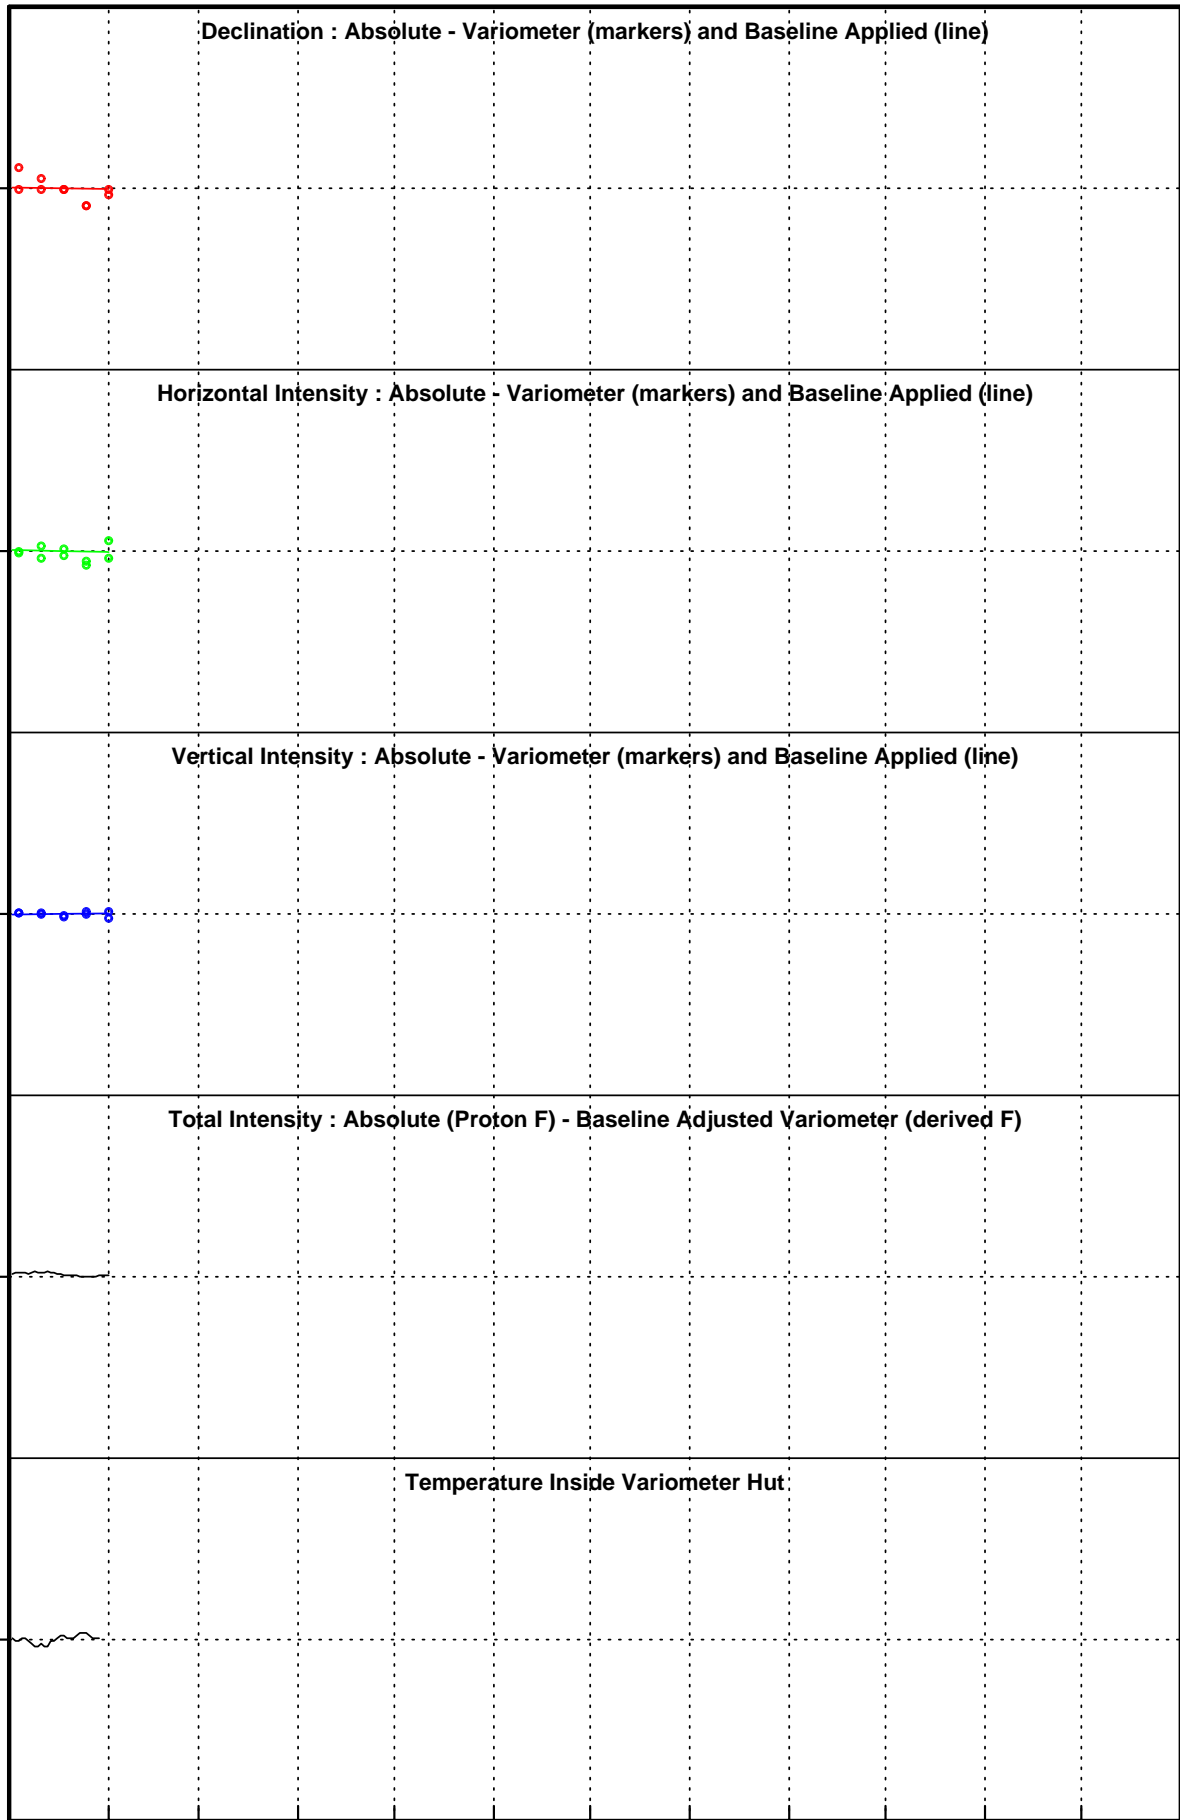 Declination : Absolute - Variometer (markers) and Baseline Applied (line)
Horizontal Intensity : Absolute - Variometer (markers) and Baseline Applied (line)
Vertical Intensity : Absolute - Variometer (markers) and Baseline Applied (line)
Total Intensity : Absolute (Proton F) - Baseline Adjusted Variometer (derived F)
Temperature Inside Variometer Hut